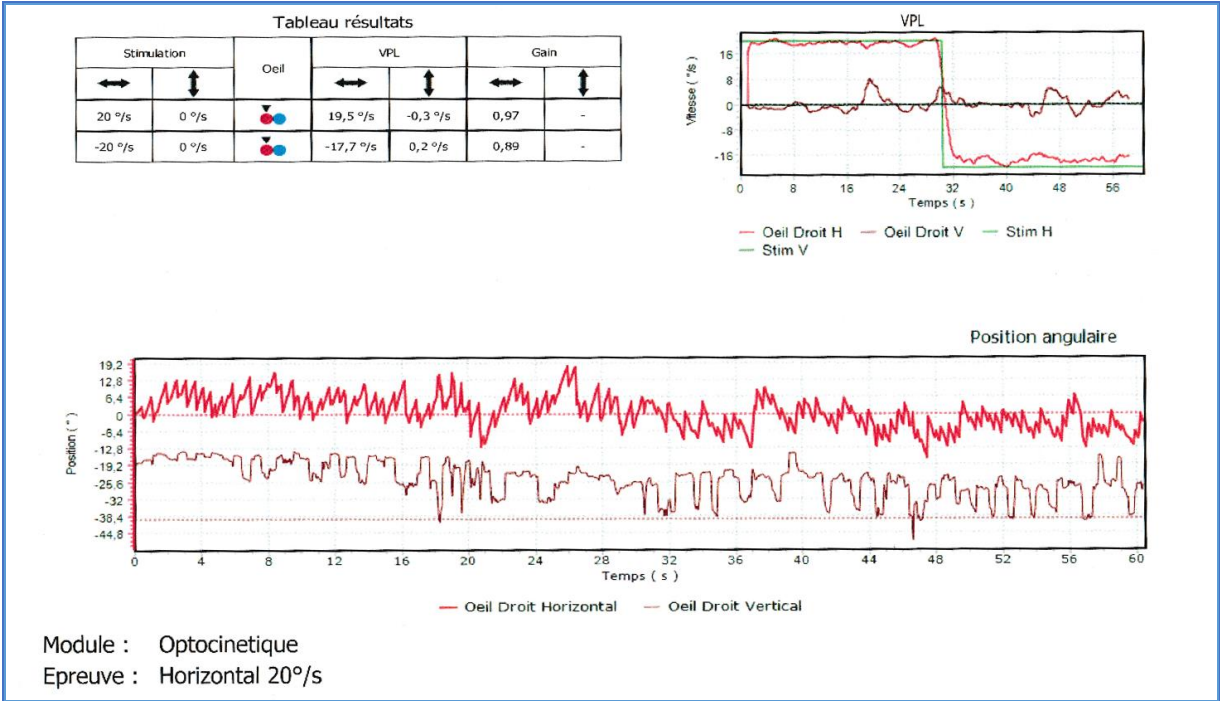 Tableau résultats
Stimulation Oeil VPL Gain
20 °/s 0 °/s 19,5 °/s -0,3 °/s 0,97 -
-20 °/s 0 °/s -17,7 °/s 0,2 °/s 0,89 -
VPL
Vitesse ( °/s )
16
8
0
-8
-16
0 8 16 24 32 40 48 56
Temps ( s )
Oeil Droit H Oeil Droit V Stim H
Stim V
Position angulaire
Position ( ° )
19,2
12,8
6,4
0
-6,4
-12,8
-19,2
-25,6
-32
-38,4
-44,8
0 4 8 12 16 20 24 28 32 36 40 44 48 52 56 60
Temps ( s )
Oeil Droit Horizontal Oeil Droit Vertical
Module : Optocinetique
Epreuve : Horizontal 20°/s